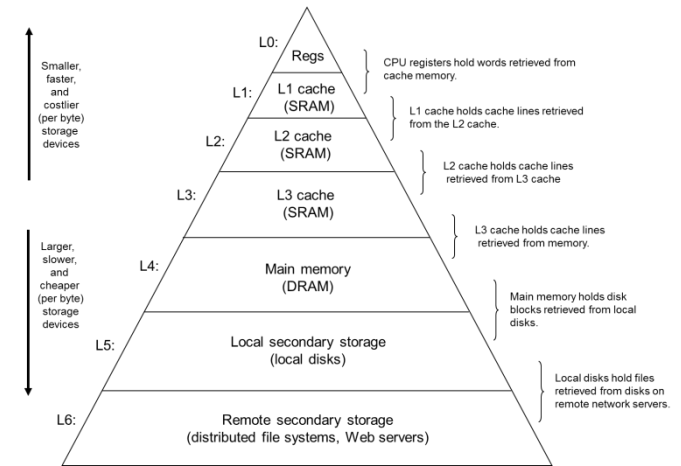 L0:
Regs
CPU registers hold words retrieved from
cache memory.
Smaller,
faster,
and
costlier
(per byte)
storage
devices
L1:
L1 cache
(SRAM)
L1 cache holds cache lines retrieved
from the L2 cache.
L2:
L2 cache
(SRAM)
L2 cache holds cache lines
retrieved from L3 cache
L3:
L3 cache
(SRAM)
L3 cache holds cache lines
retrieved from memory.
Larger,
slower,
and
cheaper
(per byte)
storage
devices
L4:
Main memory
(DRAM)
Main memory holds disk
blocks retrieved from local
disks.
L5:
Local secondary storage
(local disks)
Local disks hold files
retrieved from disks on
remote network servers.
L6:
Remote secondary storage
(distributed file systems, Web servers)